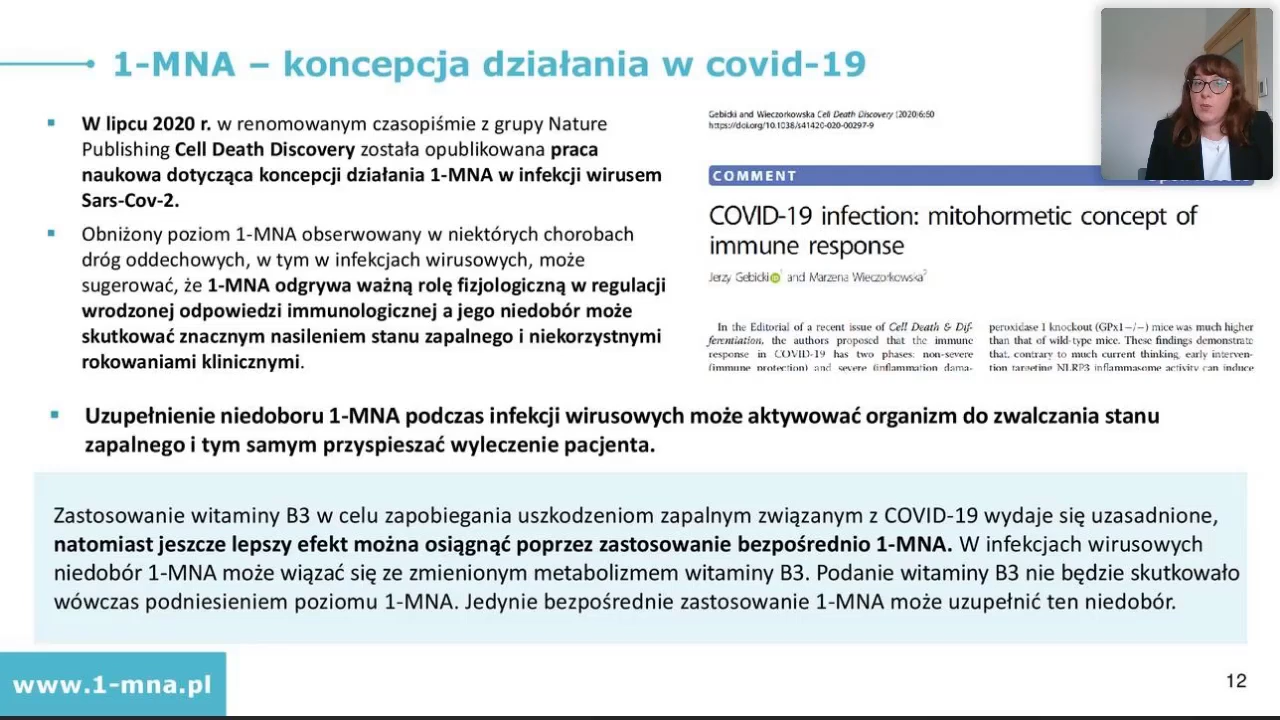 1-MNA – koncepcja działania w covid-19
W lipcu 2020 r. w renomowanym czasopiśmie z grupy Nature
Publishing Cell Death Discovery została opublikowana praca
naukowa dotycząca koncepcji działania 1-MNA w infekcji wirusem
Sars-Cov-2.
Obniżony poziom 1-MNA obserwowany w niektórych chorobach
dróg oddechowych, w tym w infekcjach wirusowych, może
sugerować, że 1-MNA odgrywa ważną rolę fizjologiczną w regulacji
wrodzonej odpowiedzi immunologicznej a jego niedobór może
skutkować znacznym nasileniem stanu zapalnego i niekorzystnymi
rokowaniami klinicznymi.
Gebicki and Wieczorkowska Cell Death Discovery (2020)6:60
https://doi.org/10.1038/s41420-020-00297-9
COMMENT
COVID-19 infection: mitohormetic concept of
immune response
Jerzy Gebicki and Marzena Wieczorkowska
In the Editorial of a recent issue of Cell Death & Dif-
ferentiation, the authors proposed that the immune
response in COVID-19 has two phases: non-severe
(immune protection) and severe (inflammation dama-
peroxidase 1 knockout (GPx1−/−) mice was much higher
than that of wild-type mice. These findings demonstrate
that, contrary to much current thinking, early interven-
tion targeting NLRP3 inflammasome activity can induce
Uzupełnienie niedoboru 1-MNA podczas infekcji wirusowych może aktywować organizm do zwalczania stanu
zapalnego i tym samym przyspieszać wyleczenie pacjenta.
Zastosowanie witaminy B3 w celu zapobiegania uszkodzeniom zapalnym związanym z COVID-19 wydaje się uzasadnione,
natomiast jeszcze lepszy efekt można osiągnąć poprzez zastosowanie bezpośrednio 1-MNA. W infekcjach wirusowych
niedobór 1-MNA może wiązać się ze zmienionym metabolizmem witaminy B3. Podanie witaminy B3 nie będzie skutkowało
wówczas podniesieniem poziomu 1-MNA. Jedynie bezpośrednie zastosowanie 1-MNA może uzupełnić ten niedobór.
www.1-mna.pl
12